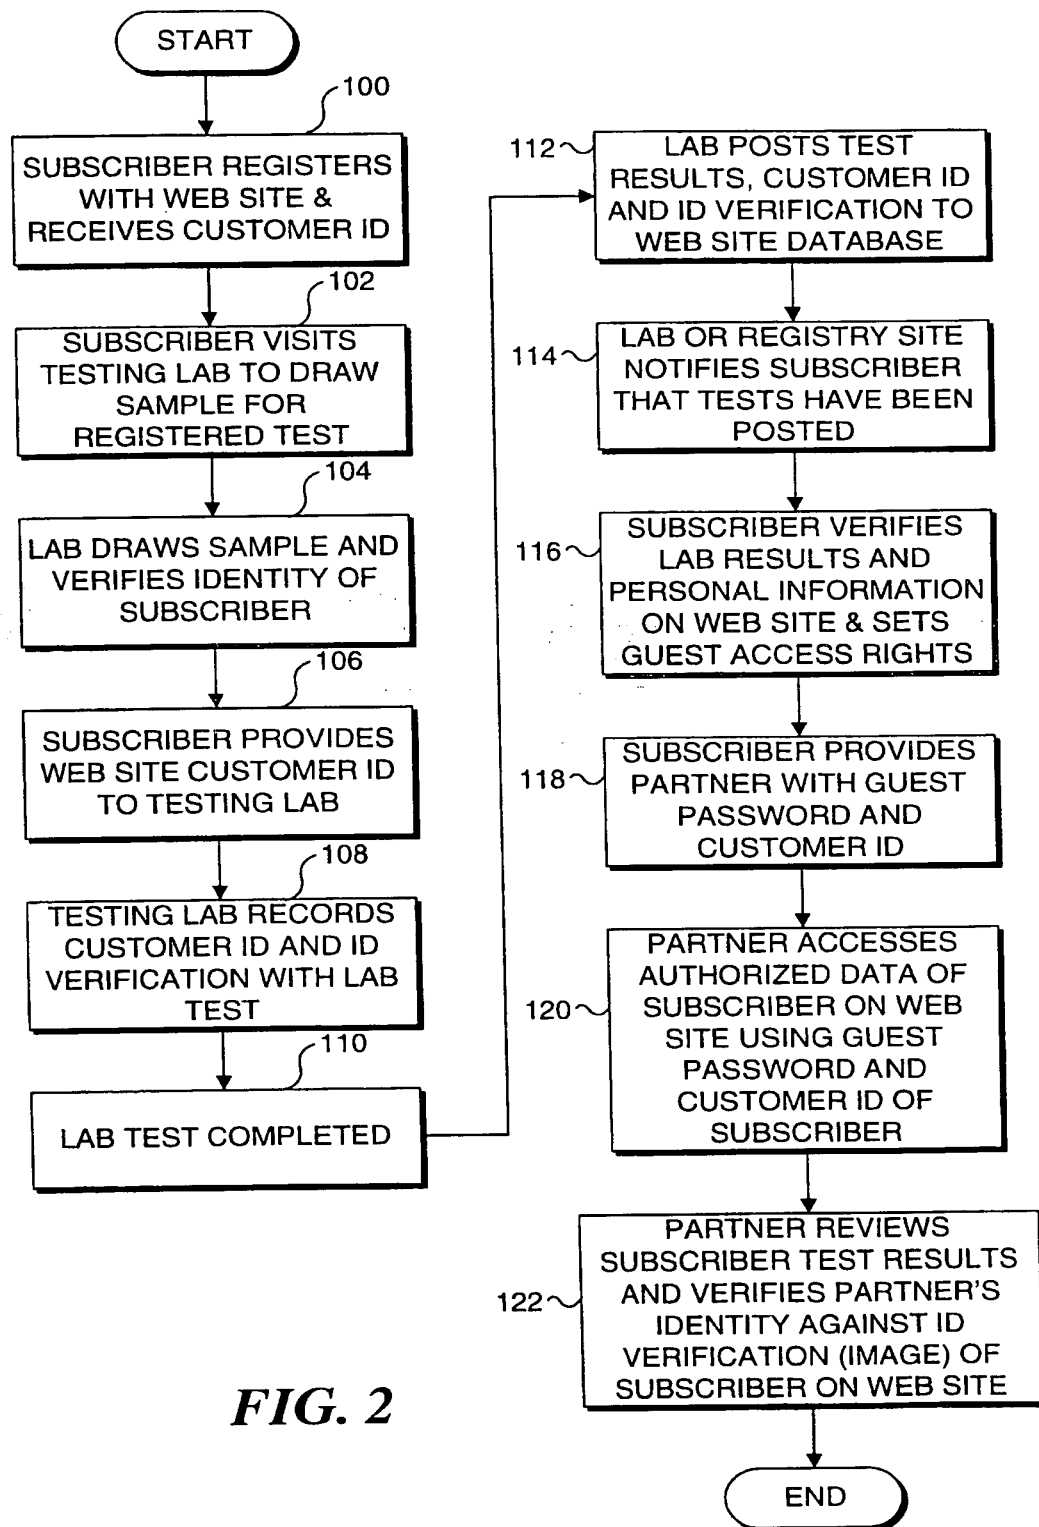 START
100
SUBSCRIBER REGISTERS
WITH WEB SITE &
RECEIVES CUSTOMER ID
102
SUBSCRIBER VISITS
TESTING LAB TO DRAW
SAMPLE FOR
REGISTERED TEST
104
LAB DRAWS SAMPLE AND
VERIFIES IDENTITY OF
SUBSCRIBER
106
SUBSCRIBER PROVIDES
WEB SITE CUSTOMER ID
TO TESTING LAB
108
TESTING LAB RECORDS
CUSTOMER ID AND ID
VERIFICATION WITH LAB
TEST
110
LAB TEST COMPLETED
112
LAB POSTS TEST
RESULTS, CUSTOMER ID
AND ID VERIFICATION TO
WEB SITE DATABASE
114
LAB OR REGISTRY SITE
NOTIFIES SUBSCRIBER
THAT TESTS HAVE BEEN
POSTED
116
SUBSCRIBER VERIFIES
LAB RESULTS AND
PERSONAL INFORMATION
ON WEB SITE & SETS
GUEST ACCESS RIGHTS
118
SUBSCRIBER PROVIDES
PARTNER WITH GUEST
PASSWORD AND
CUSTOMER ID
120
PARTNER ACCESSES
AUTHORIZED DATA OF
SUBSCRIBER ON WEB
SITE USING GUEST
PASSWORD AND
CUSTOMER ID OF
SUBSCRIBER
122
PARTNER REVIEWS
SUBSCRIBER TEST RESULTS
AND VERIFIES PARTNER'S
IDENTITY AGAINST ID
VERIFICATION (IMAGE) OF
SUBSCRIBER ON WEB SITE
END
FIG. 2